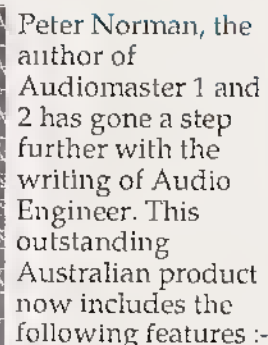 Peter Norman, the
author of
Audiomaster 1 and
2 has gone a step
further with the
writing of Audio
Engineer. This
outstanding
Australian product
now includes the
following features :-